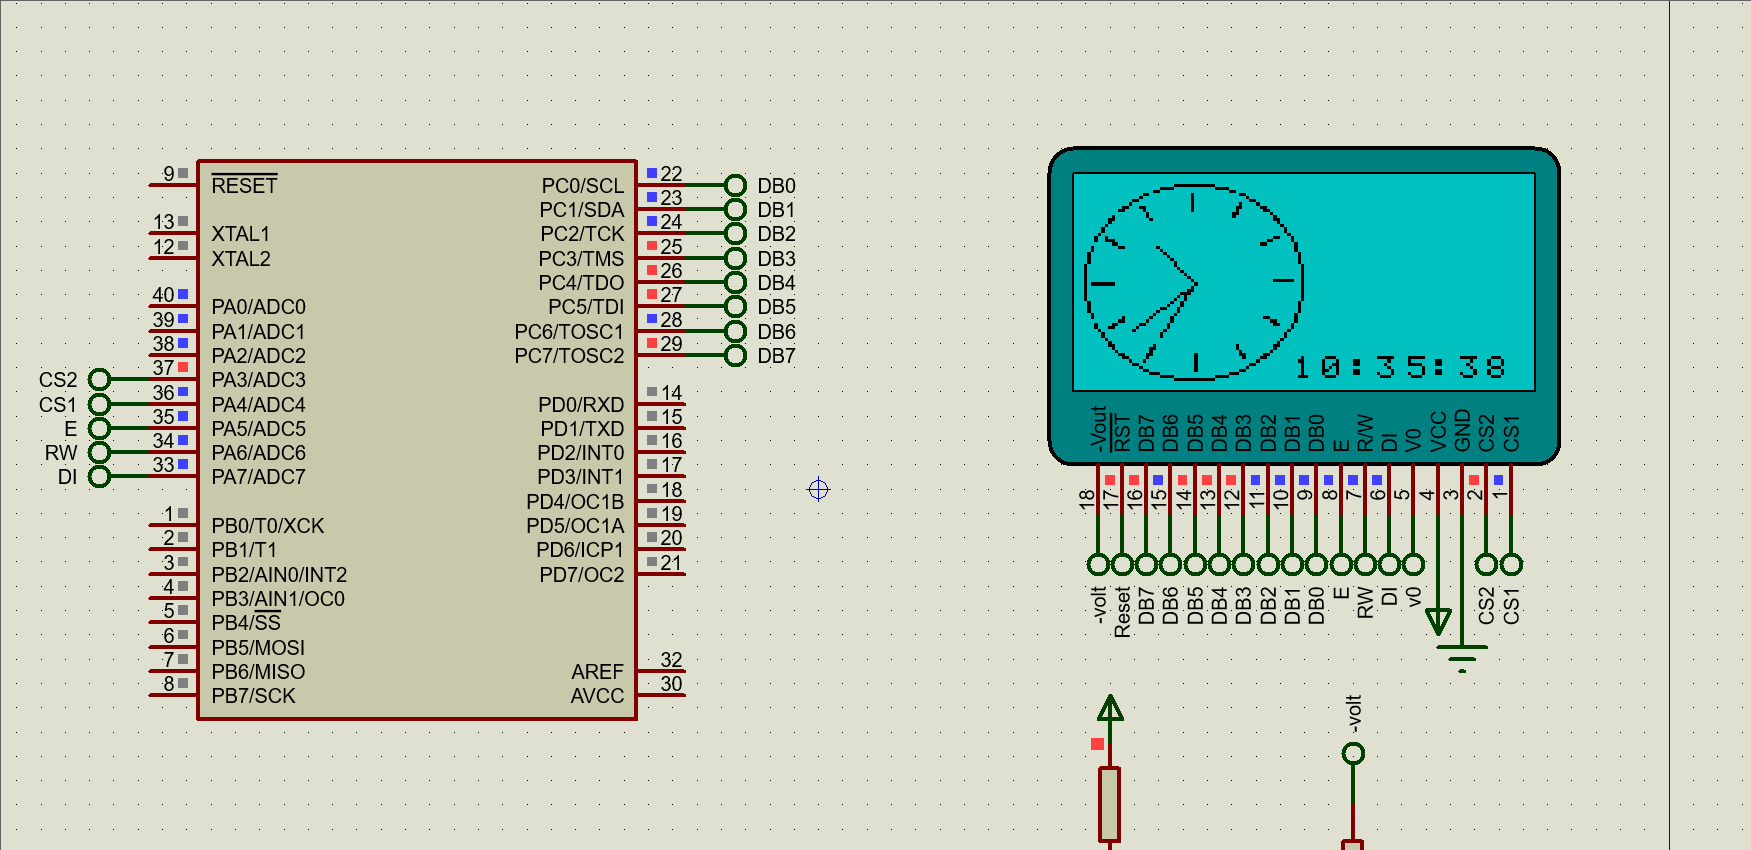 9 RESET
13 XTAL1
12 XTAL2
40 PA0/ADC0
39 PA1/ADC1
38 PA2/ADC2
CS2 37 PA3/ADC3
CS1 36 PA4/ADC4
E 35 PA5/ADC5
RW 34 PA6/ADC6
DI 33 PA7/ADC7
1 PB0/T0/XCK
2 PB1/T1
3 PB2/AIN0/INT2
4 PB3/AIN1/OC0
5 PB4/SS
6 PB5/MOSI
7 PB6/MISO
8 PB7/SCK
PC0/SCL 22 DB0
PC1/SDA 23 DB1
PC2/TCK 24 DB2
PC3/TMS 25 DB3
PC4/TDO 26 DB4
PC5/TDI 27 DB5
PC6/TOSC1 28 DB6
PC7/TOSC2 29 DB7
PD0/RXD 14
PD1/TXD 15
PD2/INT0 16
PD3/INT1 17
PD4/OC1B 18
PD5/OC1A 19
PD6/ICP1 20
PD7/OC2 21
AREF 32
AVCC 30
10:35:38
-Vout RST DB7 DB6 DB5 DB4 DB3 DB2 DB1 DB0 E R/W DI V0 VCC GND CS2 CS1
18 17 16 15 14 13 12 11 10 9 8 7 6 5 4 3 2 1
-volt Reset DB7 DB6 DB5 DB4 DB3 DB2 DB1 DB0 E RW DI v0 CS2 CS1
-volt